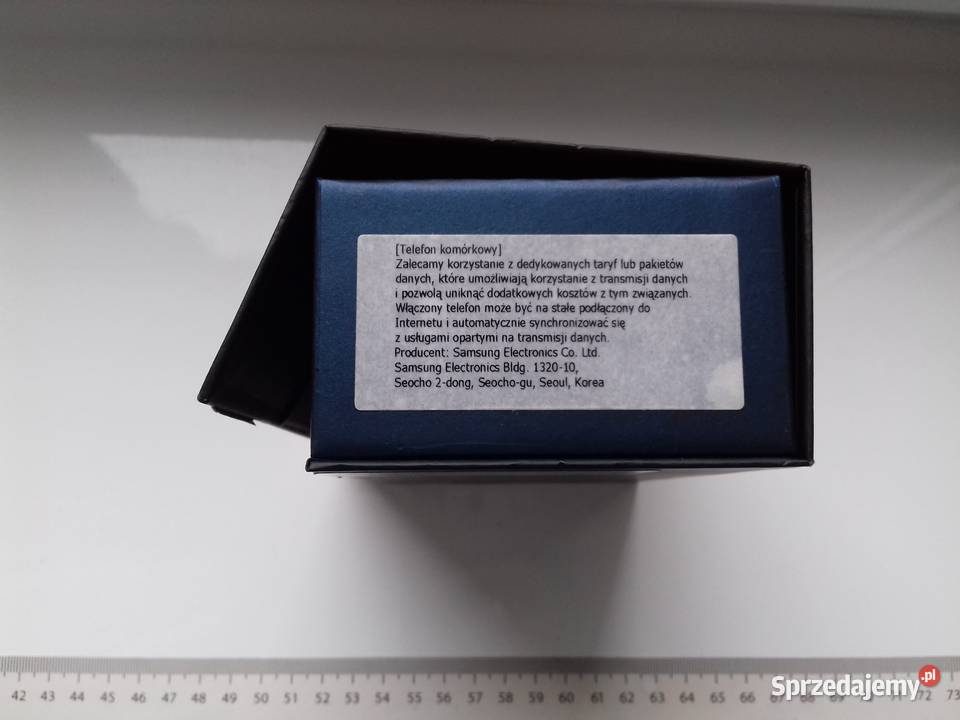 [Telefon komórkowy]
Zalecamy korzystanie z dedykowanych taryf lub pakietów
danych, które umożliwiają korzystanie z transmisji danych
i pozwolą uniknąć dodatkowych kosztów z tym związanych.
Włączony telefon może być na stałe podłączony do
Internetu i automatycznie synchronizować się
z usługami opartymi na transmisji danych.
Producent: Samsung Electronics Co. Ltd.
Samsung Electronics Bldg. 1320-10,
Seocho 2-dong, Seocho-gu, Seoul, Korea
42 43 44 45 46 47 48 49 50 51 52 53 54 55 56 57 58 59 60 61 62 63 64 65 66 67 68 69 70 71 72 73
Sprzedajemy.pl